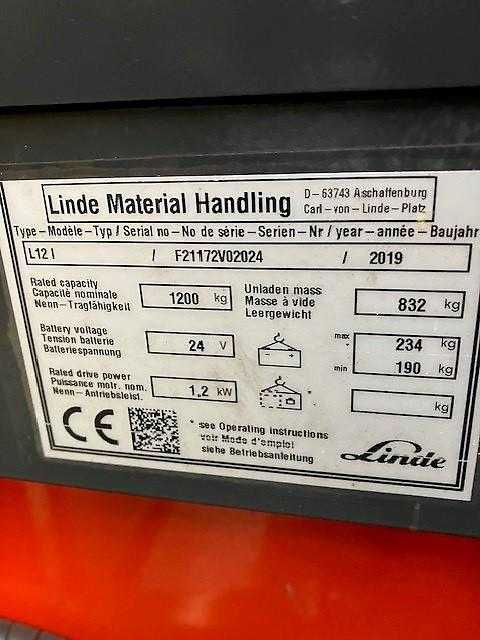 Linde Material Handling D-63743 Aschaffenburg
Carl-von-Linde-Platz
Type-Modèle-Typ / Serial no-No de série-Serien-Nr / year-année-Baujahr
L12 I / F21172V02024 / 2019
Rated capacity
Capacité nominale
Nenn-Tragfähigkeit
1200 kg
Unladen mass
Masse à vide
Leergewicht
832 kg
Battery voltage
Tension batterie
Batteriespannung
24 V
- +
max 234 kg
*
min 190 kg
Rated drive power
Puissance motr. nom.
Nenn-Antriebsleist.
1.2 kW
kg
CE
* see Operating instructions
voir Mode d'emploi
siehe Betriebsanleitung
Linde